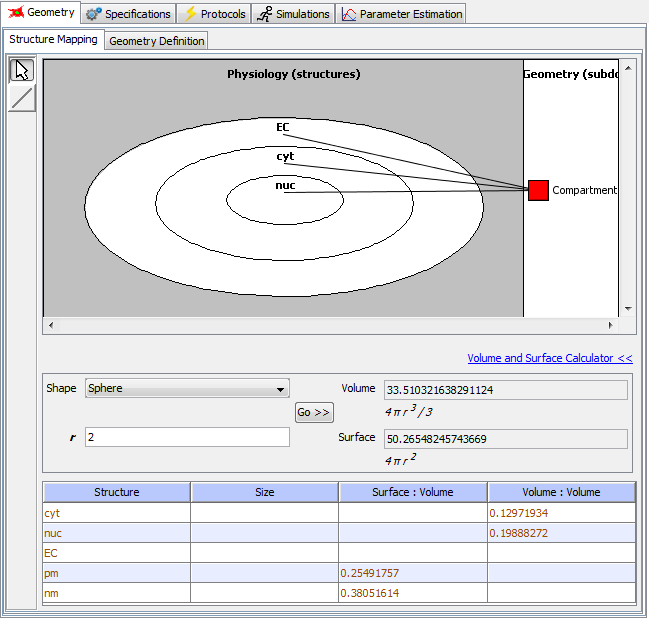 Geometry Specifications Protocols Simulations Parameter Estimation
Structure Mapping Geometry Definition
Physiology (structures) Geometry (subdo
EC
cyt
nuc
Compartment
Volume and Surface Calculator <<
Shape Sphere Volume 33.510321638291124
Go >> 4 π r 3 / 3
r 2 Surface 50.26548245743669
4 π r 2
Structure Size Surface : Volume Volume : Volume
cyt 0.12971934
nuc 0.19888272
EC
pm 0.25491757
nm 0.38051614